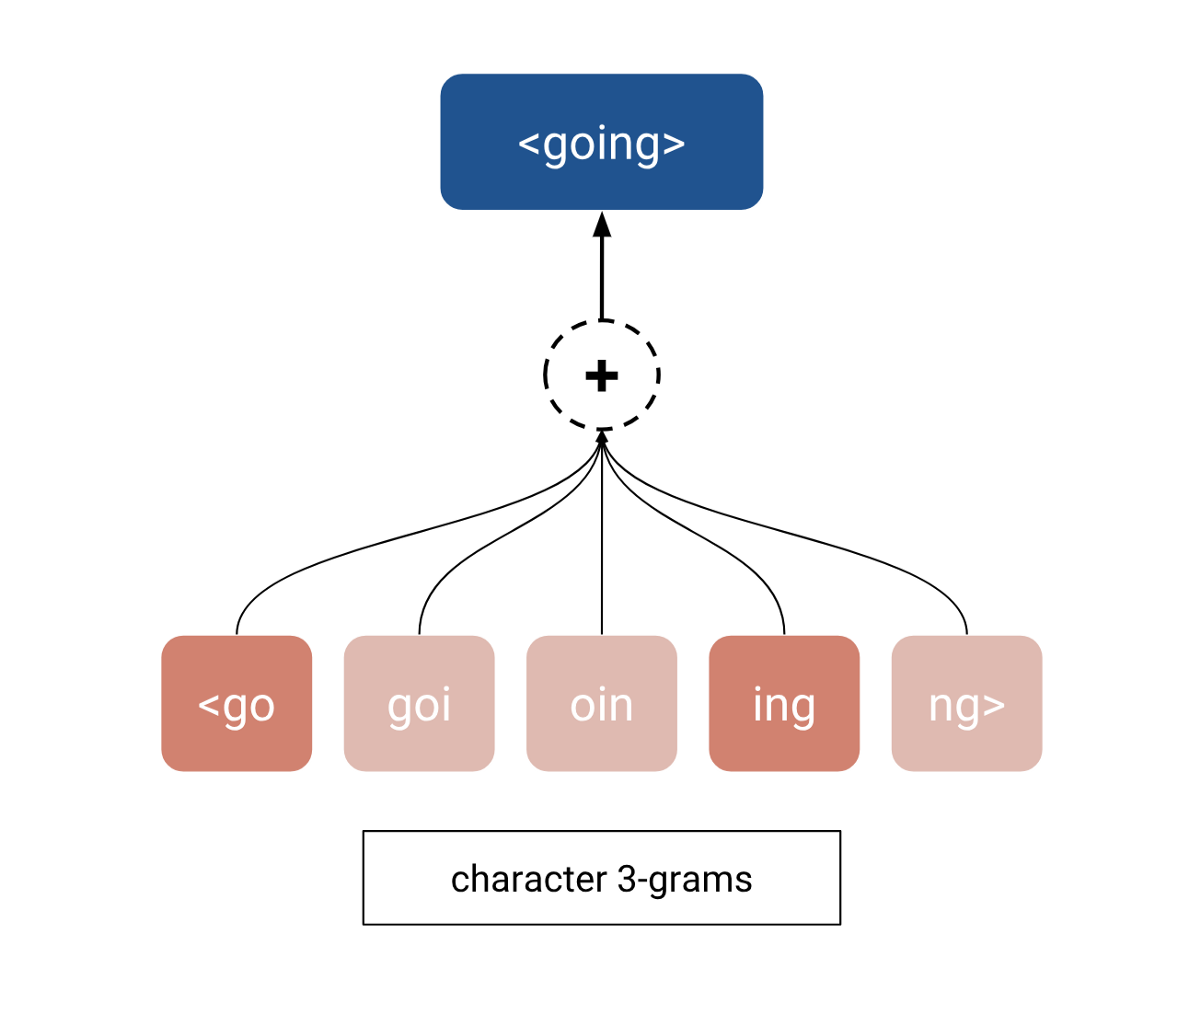 <going>
+
<go
goi
oin
ing
ng>
character 3-grams